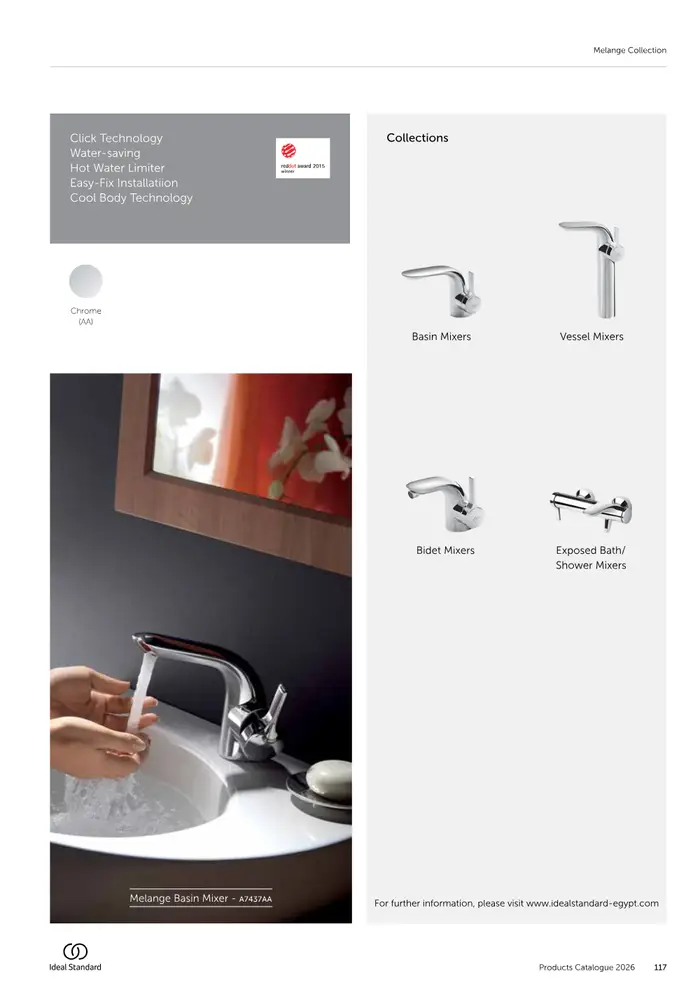 Melange Collection
Click Technology
Water-saving
Hot Water Limiter
Easy-Fix Installatiion
Cool Body Technology
reddot award 2015
winner
Chrome
(AA)
Collections
Basin Mixers
Vessel Mixers
Bidet Mixers
Exposed Bath/
Shower Mixers
Melange Basin Mixer - A7437AA
For further information, please visit www.idealstandard-egypt.com
Ideal Standard
Products Catalogue 2026
117